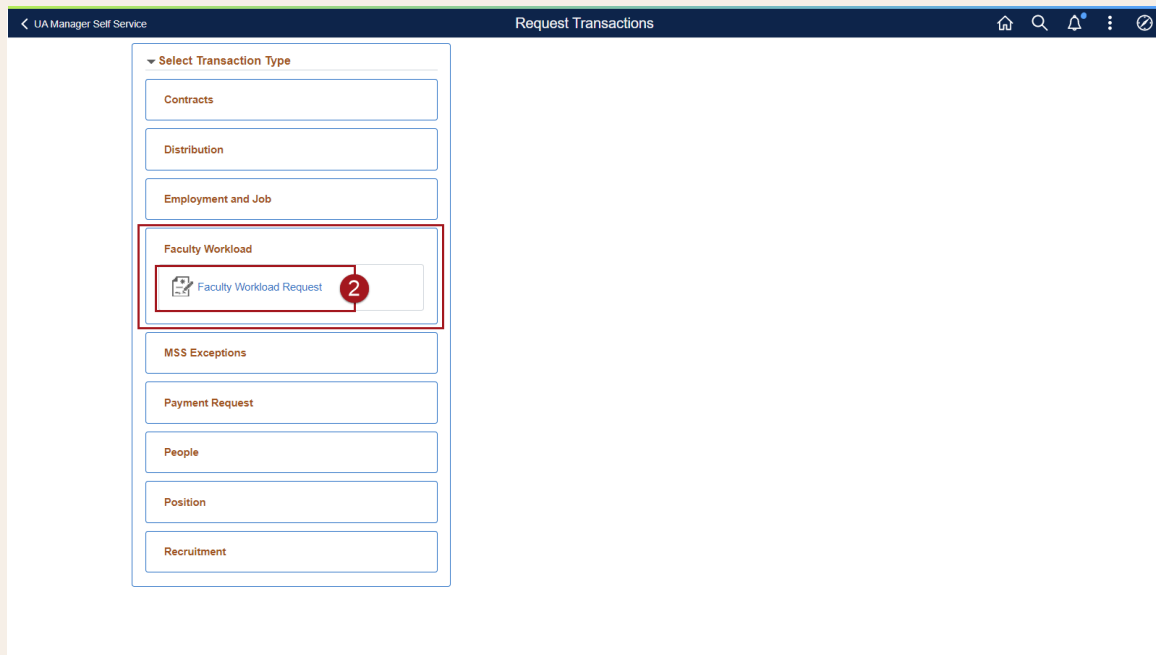 UA Manager Self Service
Request Transactions
Select Transaction Type
Contracts
Distribution
Employment and Job
Faculty Workload
Faculty Workload Request
2
MSS Exceptions
Payment Request
People
Position
Recruitment